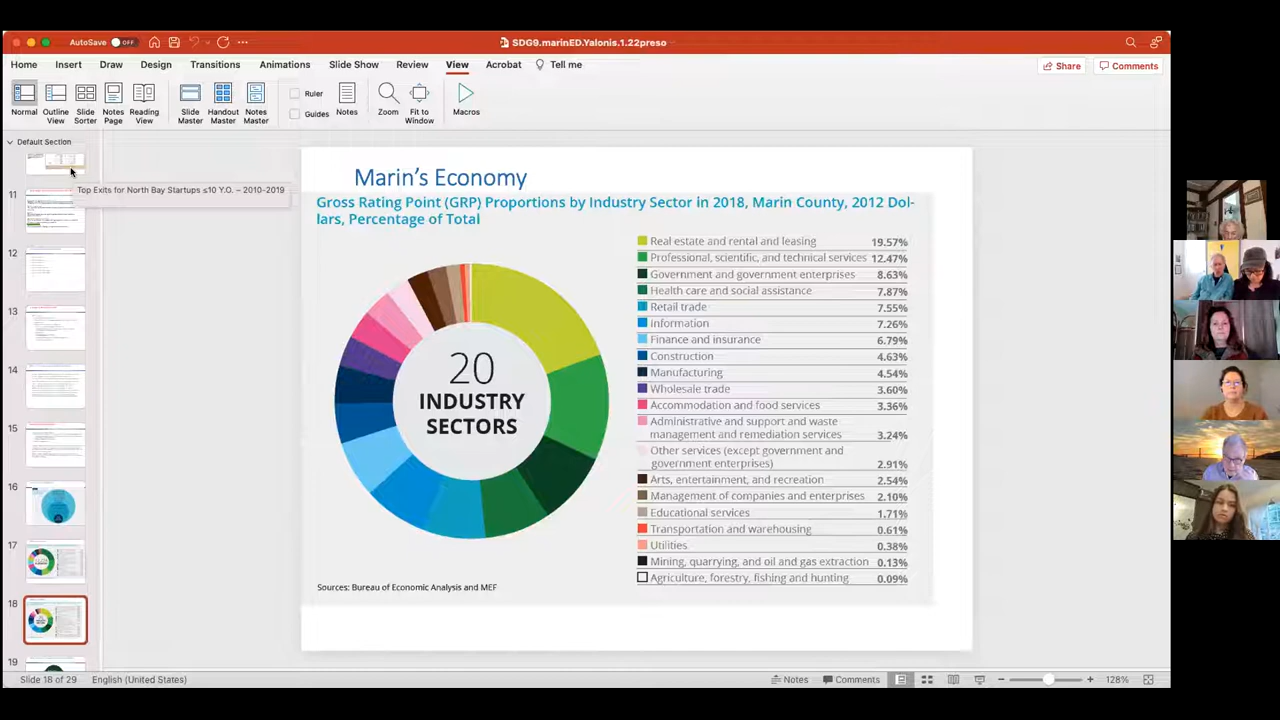 AutoSave OFF
SDG9.marinED.Yalonis.1.22preso
Home Insert Draw Design Transitions Animations Slide Show Review View Acrobat Tell me
Share Comments
Normal
Outline View
Slide Sorter
Notes Page
Reading View
Slide Master
Handout Master
Notes Master
Ruler
Guides
Notes
Zoom
Fit to Window
Macros
Default Section
Top Exits for North Bay Startups ≤10 Y.O. – 2010-2019
11
12
13
14
15
16
17
18
19
Marin’s Economy
Gross Rating Point (GRP) Proportions by Industry Sector in 2018, Marin County, 2012 Dol-
lars, Percentage of Total
20
INDUSTRY
SECTORS
Real estate and rental and leasing 19.57%
Professional, scientific, and technical services 12.47%
Government and government enterprises 8.63%
Health care and social assistance 7.87%
Retail trade 7.55%
Information 7.26%
Finance and insurance 6.79%
Construction 4.63%
Manufacturing 4.54%
Wholesale trade 3.60%
Accommodation and food services 3.36%
Administrative and support and waste
management and remediation services 3.24%
Other services (except government and
government enterprises) 2.91%
Arts, entertainment, and recreation 2.54%
Management of companies and enterprises 2.10%
Educational services 1.71%
Transportation and warehousing 0.61%
Utilities 0.38%
Mining, quarrying, and oil and gas extraction 0.13%
Agriculture, forestry, fishing and hunting 0.09%
Sources: Bureau of Economic Analysis and MEF
Slide 18 of 29 English (United States) Notes Comments 128%